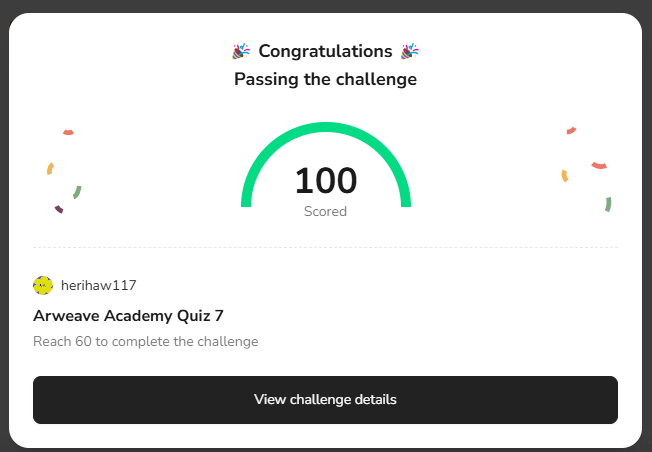 🎉 Congratulations 🎉
Passing the challenge
100
Scored
herihaw117
Arweave Academy Quiz 7
Reach 60 to complete the challenge
View challenge details